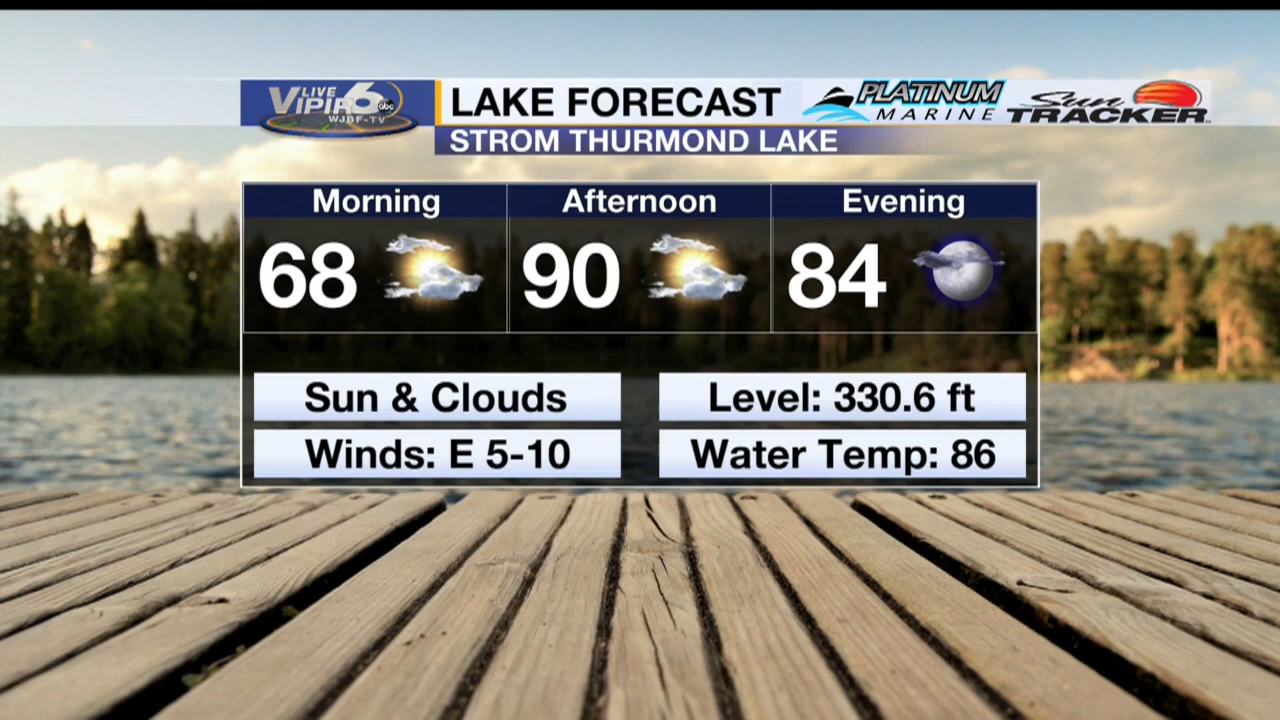 LIVE
VIPIR 6 abc
WJBF-TV
LAKE FORECAST
PLATINUM
MARINE
Sun
TRACKER
STROM THURMOND LAKE
Morning
Afternoon
Evening
68
90
84
Sun & Clouds
Level: 330.6 ft
Winds: E 5-10
Water Temp: 86